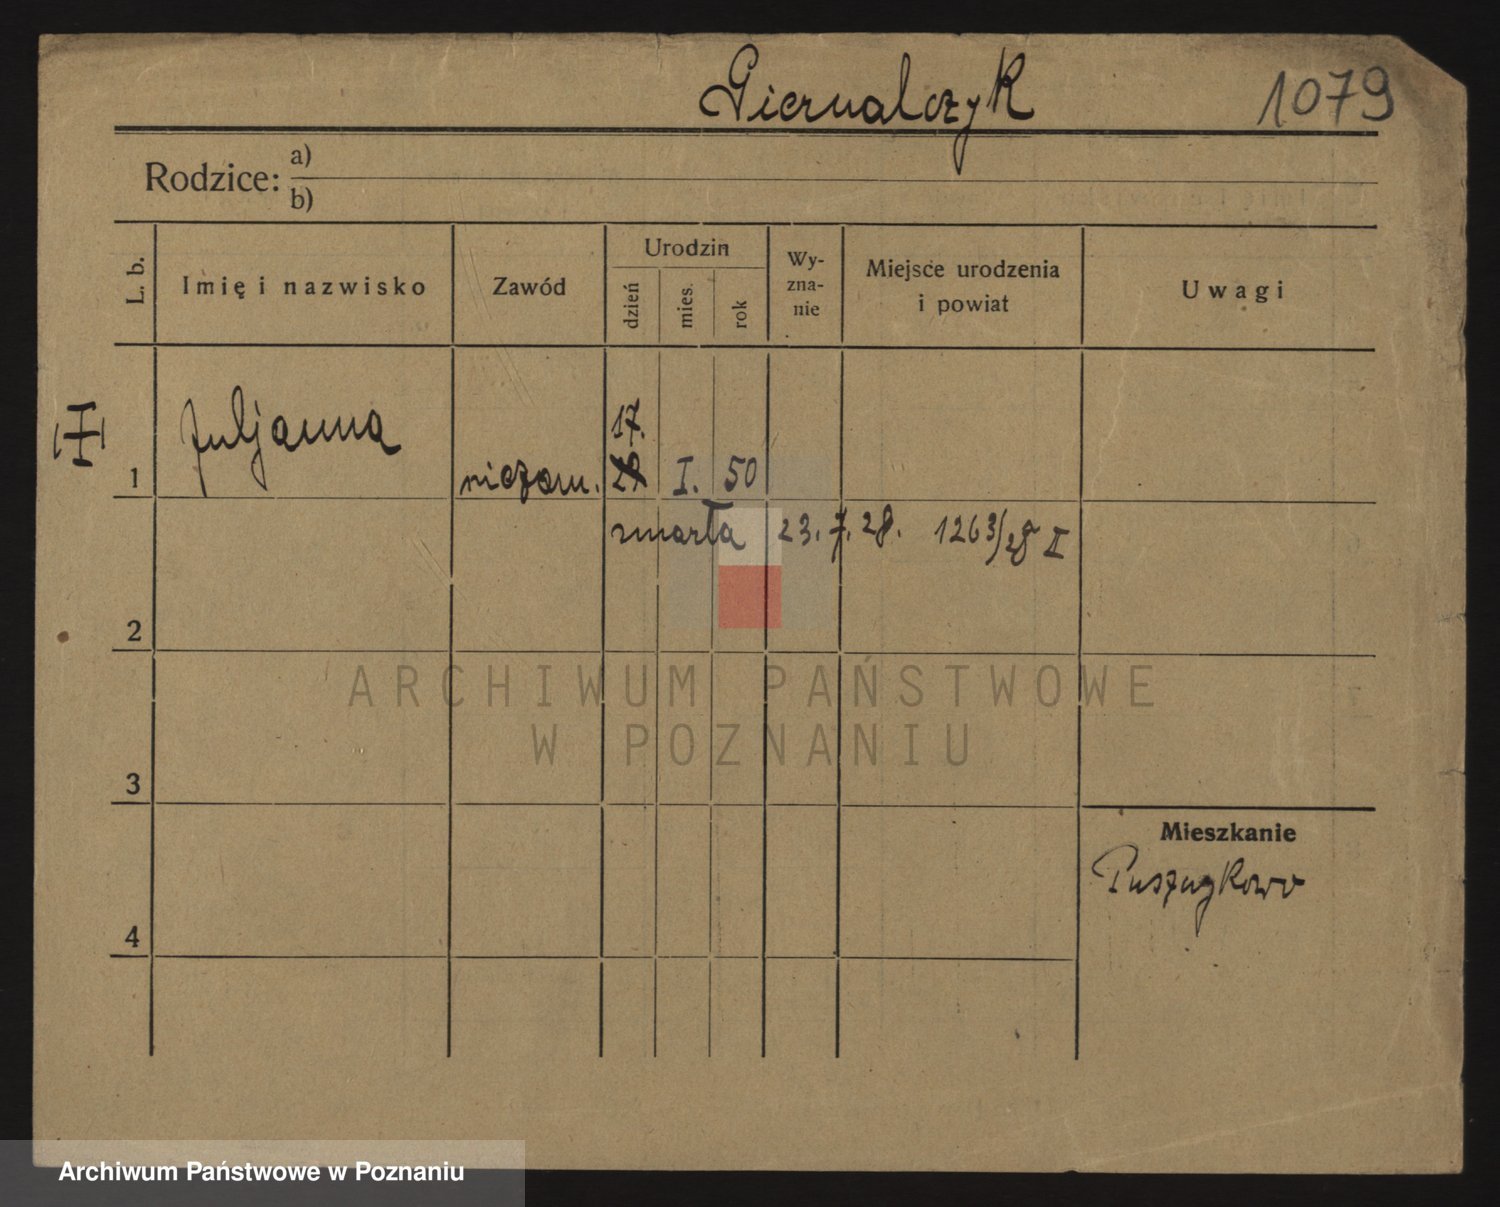 Giernalczyk 1079
Rodzice: a)
b)
L. b.
Imię i nazwisko
Zawód
Urodzin
dzień
mies.
rok
Wy-
zna-
nie
Miejsce urodzenia
i powiat
Uwagi
17.
1 Juljanna niezam. 29 I. 50
zmarła 23.7.28. 1263/28 II
2
3
4
Mieszkanie
Puszczykowo
ARCHIWUM PAŃSTWOWE
W POZNANIU
Archiwum Państwowe w Poznaniu